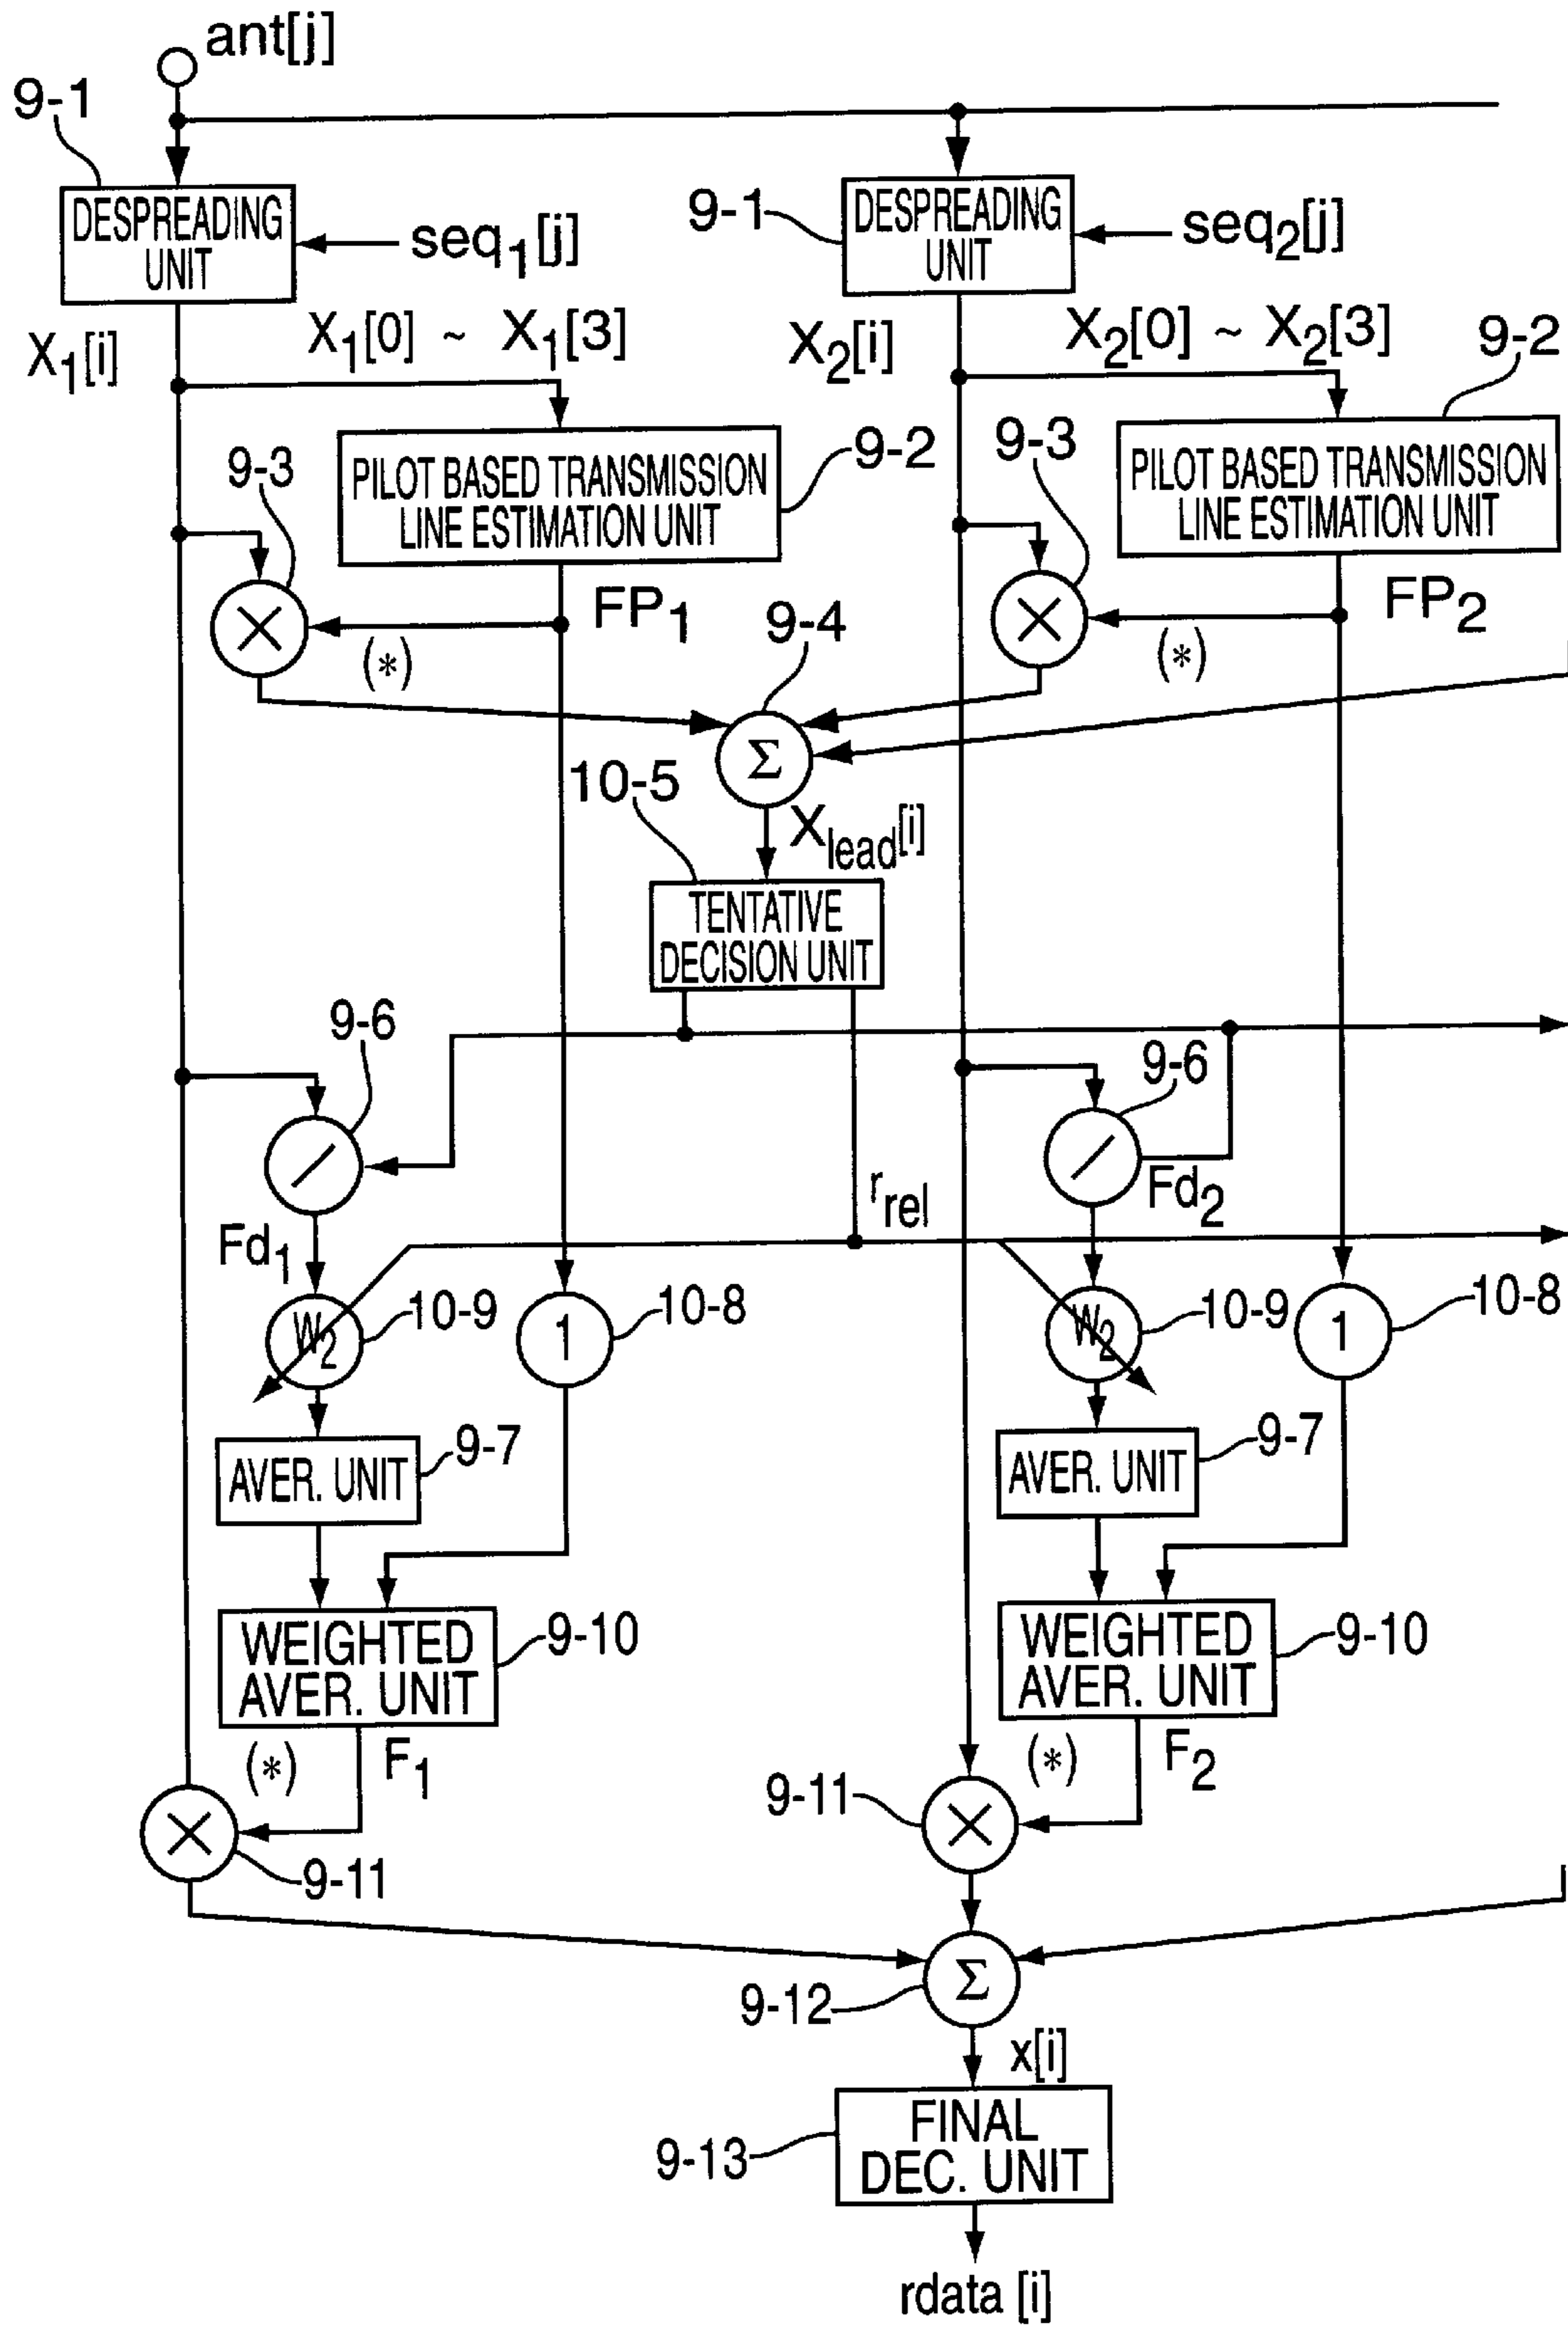 ant[j]
9-1
DESPREADING
UNIT
seq1[j]
9-1
DESPREADING
UNIT
seq2[j]
X1[i]
X1[0] ~ X1[3]
X2[i]
X2[0] ~ X2[3]
9-2
9-3
PILOT BASED TRANSMISSION
LINE ESTIMATION UNIT
9-2
9-3
PILOT BASED TRANSMISSION
LINE ESTIMATION UNIT
×
(*)
FP1
9-4
×
(*)
FP2
Σ
10-5
Xlead[i]
TENTATIVE
DECISION UNIT
9-6
9-6
Fd1
rrel
Fd2
W2
10-9
1
10-8
W2
10-9
1
10-8
AVER. UNIT
9-7
AVER. UNIT
9-7
WEIGHTED
AVER. UNIT
9-10
WEIGHTED
AVER. UNIT
9-10
(*)
F1
(*)
F2
×
9-11
9-11
×
Σ
9-12
x[i]
FINAL
DEC. UNIT
9-13
rdata [i]